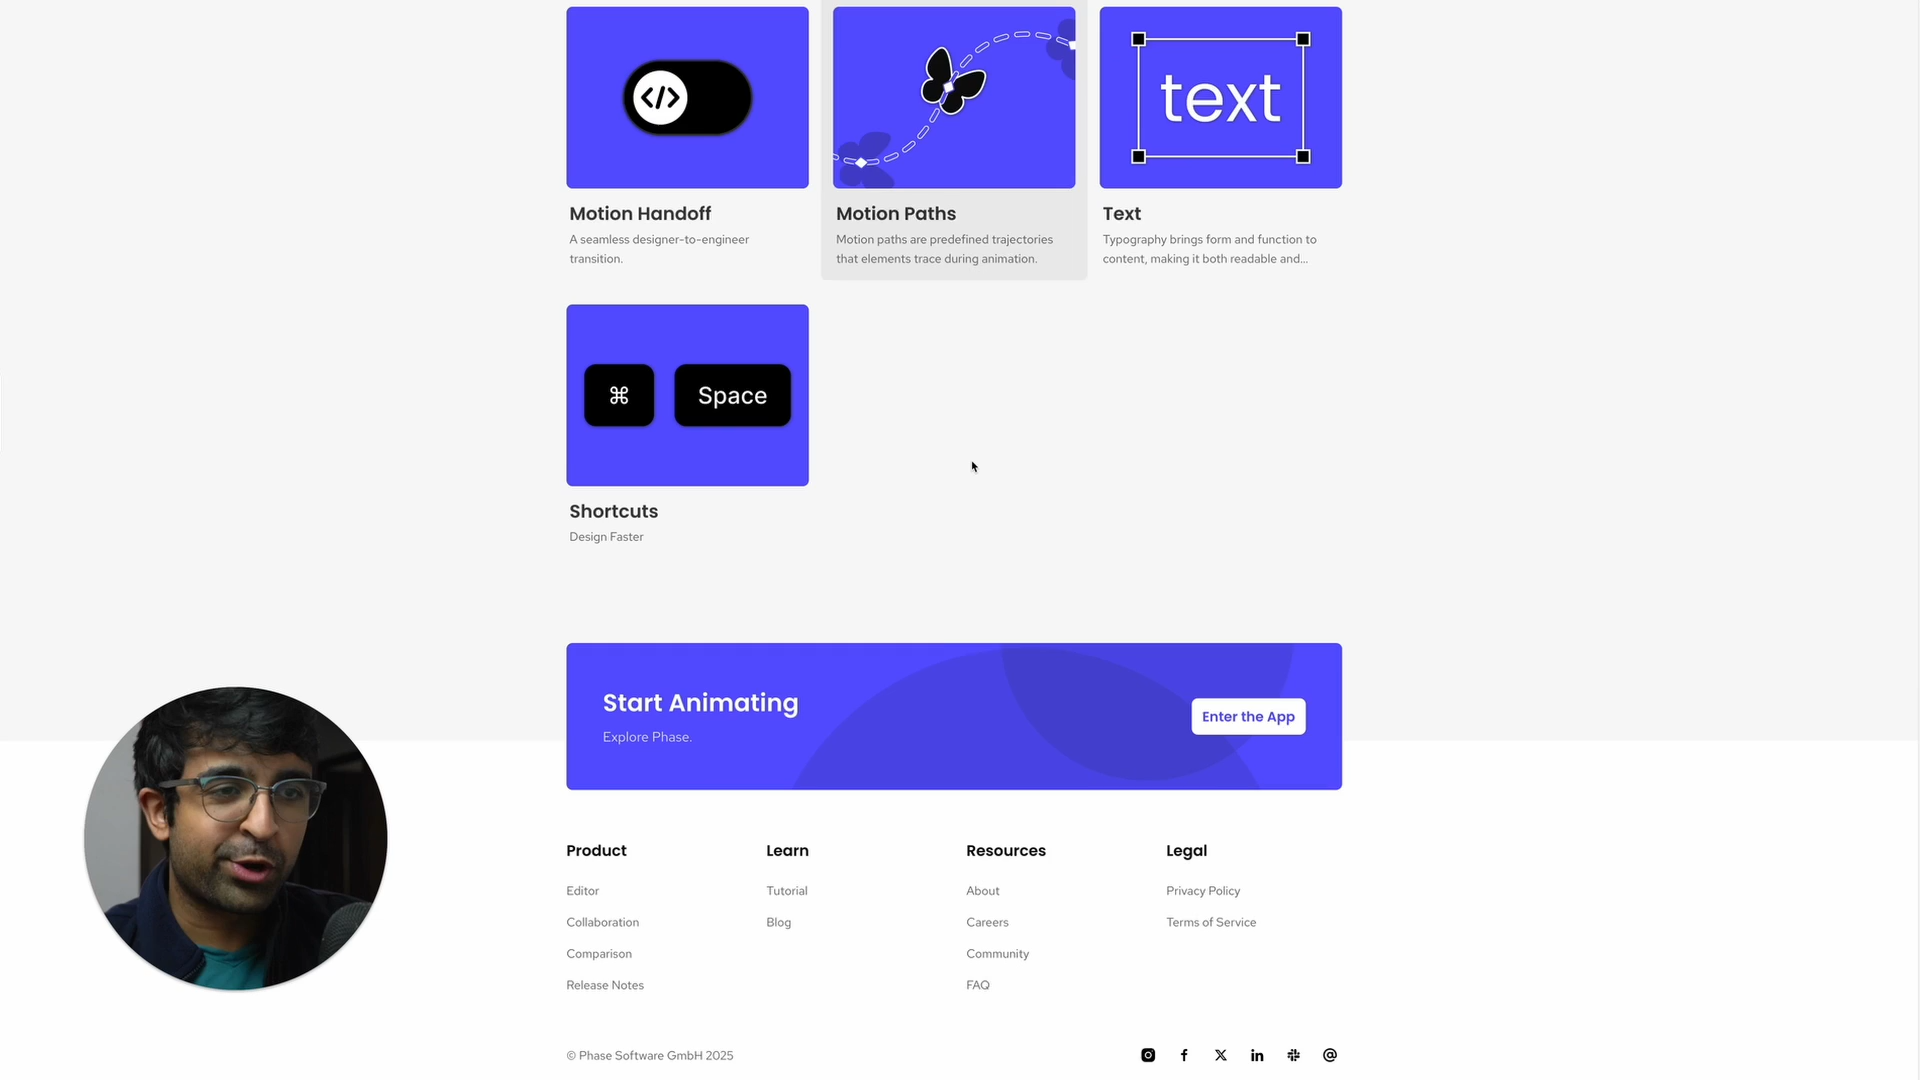 </>
text
Motion Handoff
A seamless designer-to-engineer
transition.
Motion Paths
Motion paths are predefined trajectories
that elements trace during animation.
Text
Typography brings form and function to
content, making it both readable and...
⌘ Space
Shortcuts
Design Faster
Start Animating
Explore Phase.
Enter the App
Product
Editor
Collaboration
Comparison
Release Notes
Learn
Tutorial
Blog
Resources
About
Careers
Community
FAQ
Legal
Privacy Policy
Terms of Service
© Phase Software GmbH 2025